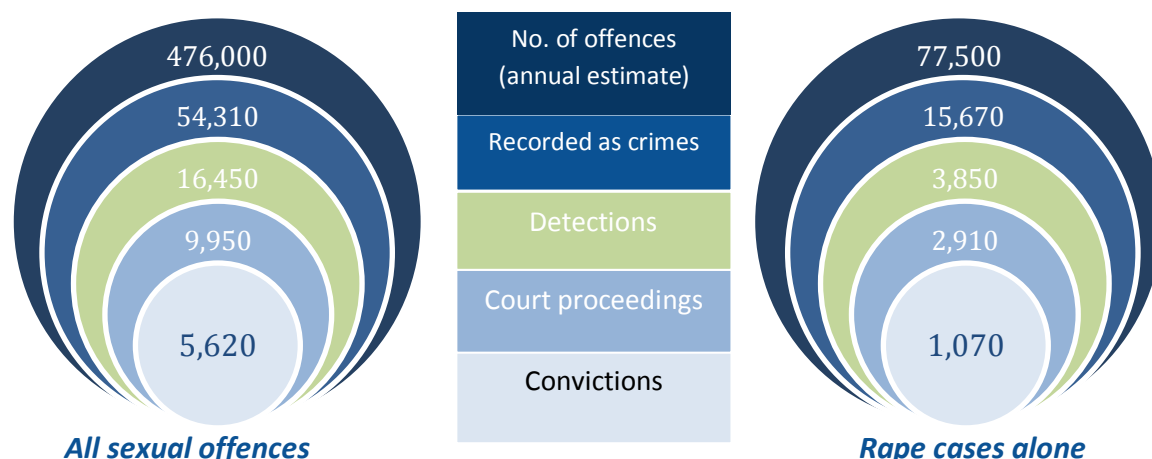 476,000
54,310
16,450
9,950
5,620
All sexual offences
No. of offences
(annual estimate)
Recorded as crimes
Detections
Court proceedings
Convictions
77,500
15,670
3,850
2,910
1,070
Rape cases alone